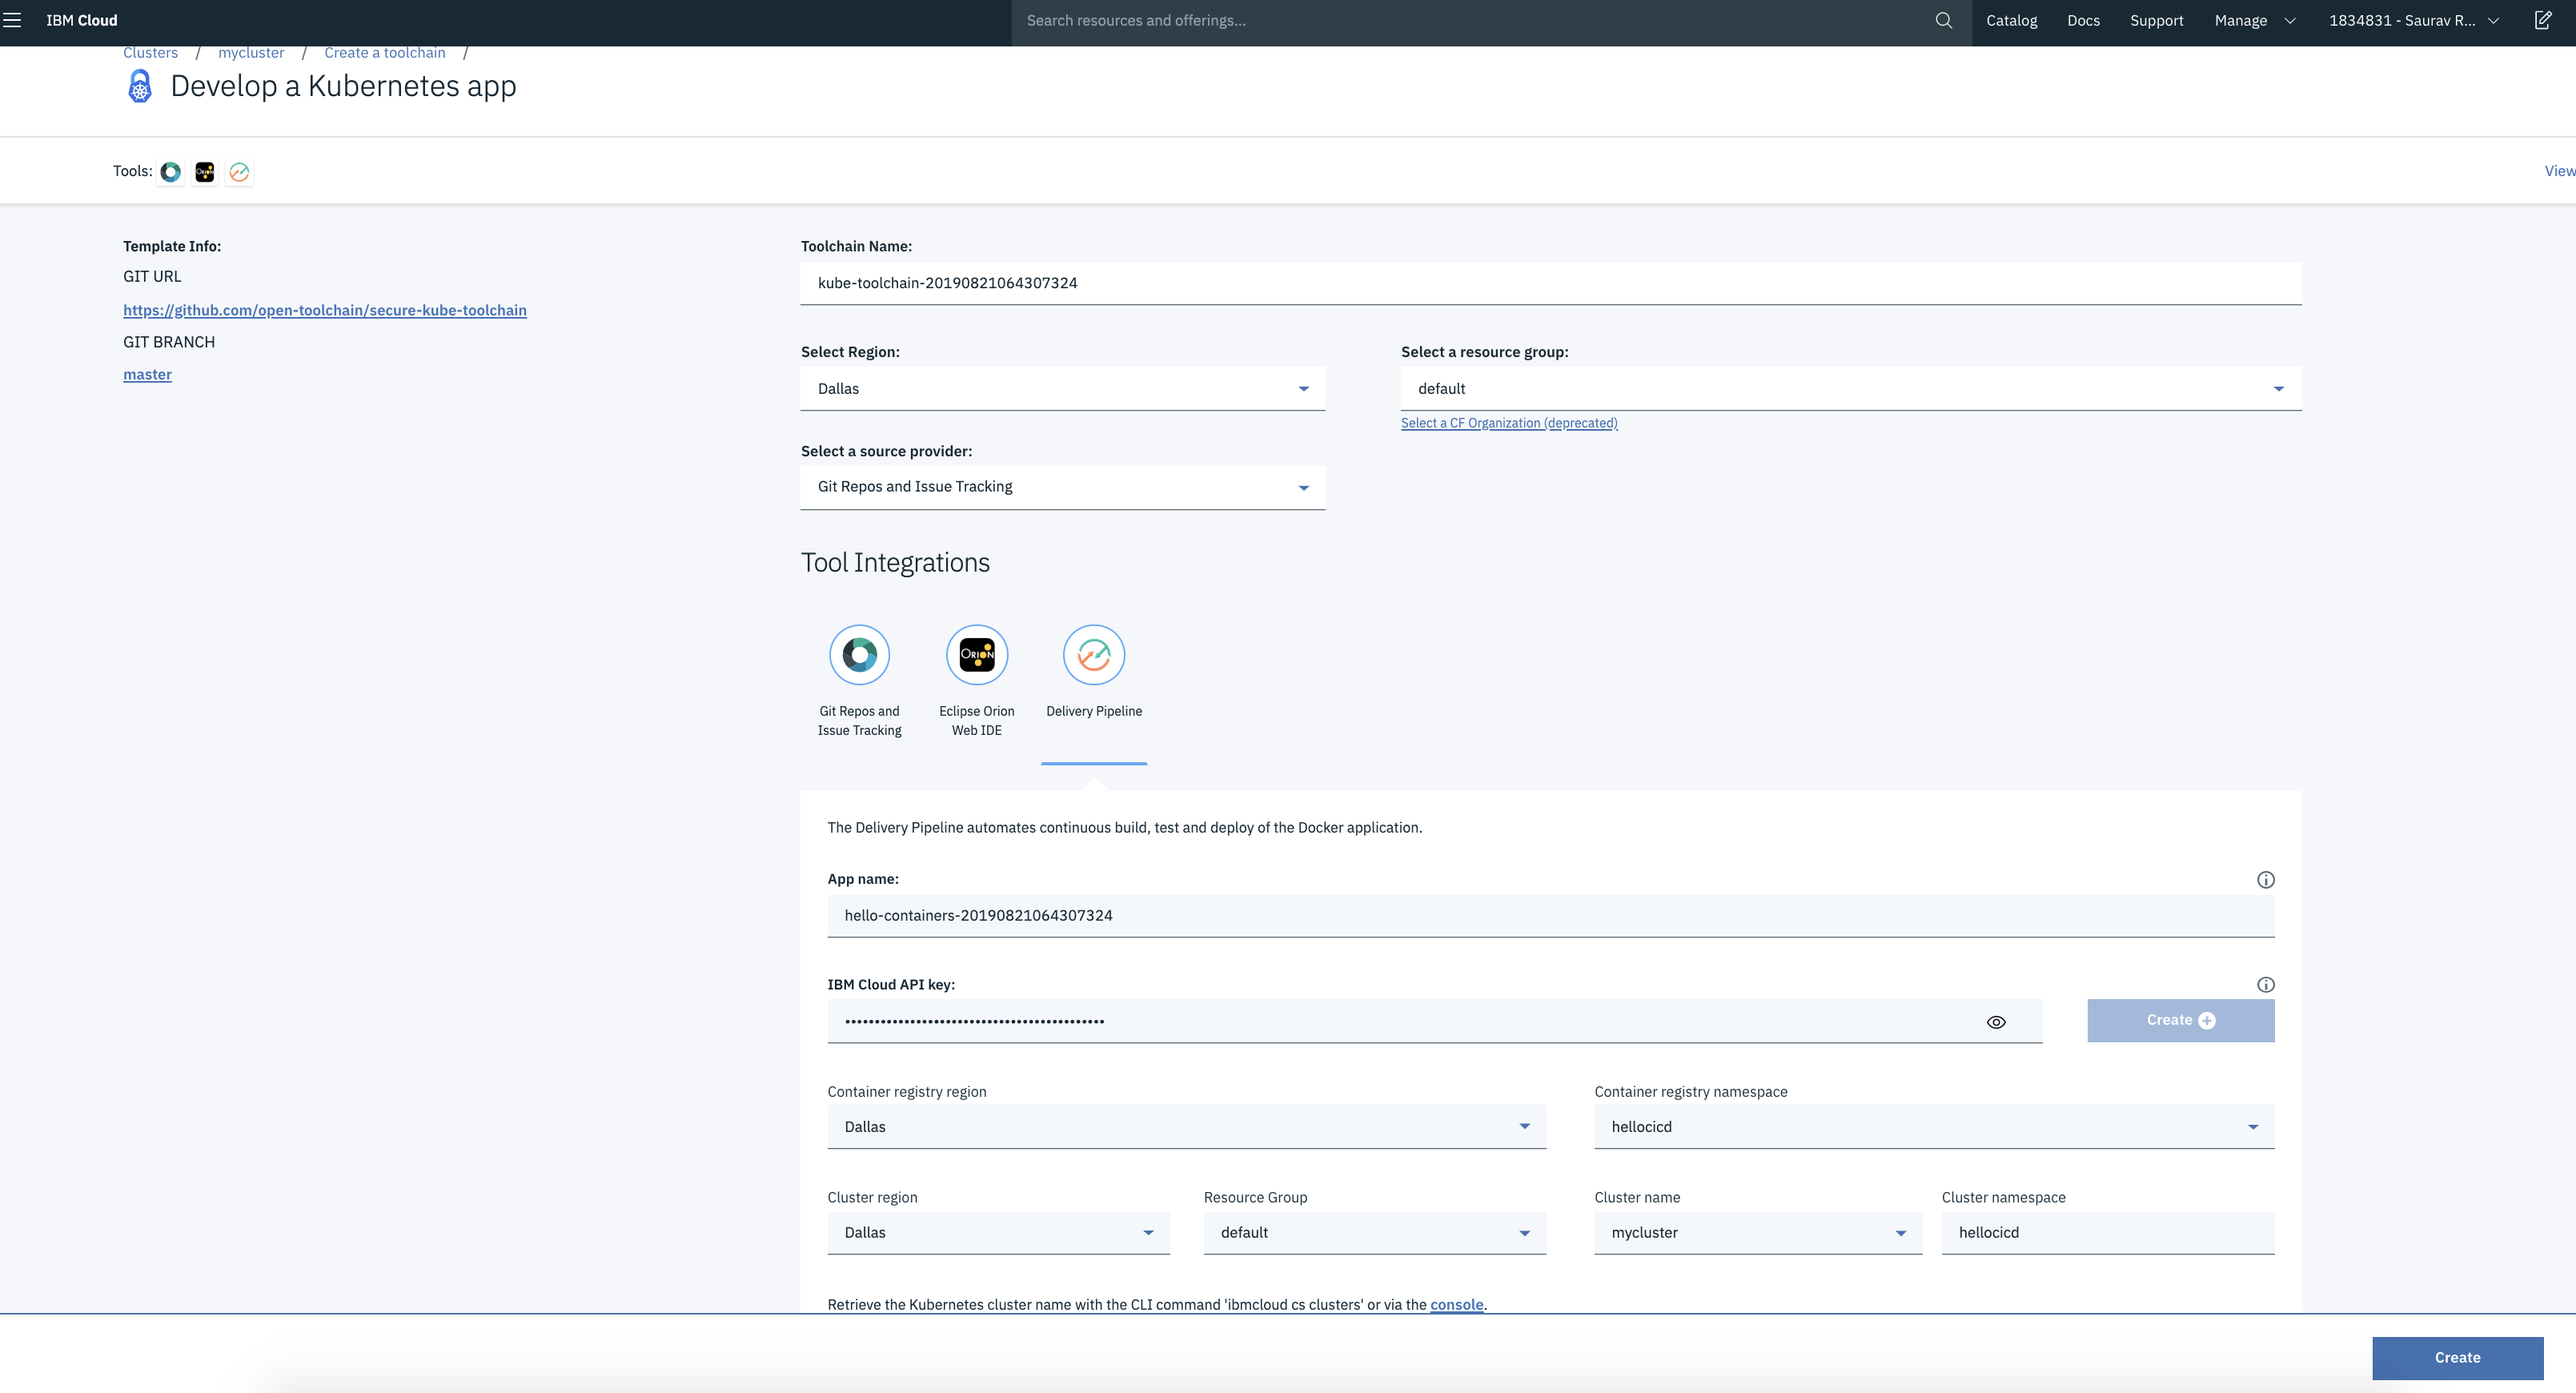 IBM Cloud
Search resources and offerings...
Catalog
Docs
Support
Manage
1834831 - Saurav R...
Clusters / mycluster / Create a toolchain /
Develop a Kubernetes app
Tools:
ORION
View
Template Info:
GIT URL
https://github.com/open-toolchain/secure-kube-toolchain
GIT BRANCH
master
Toolchain Name:
kube-toolchain-20190821064307324
Select Region:
Dallas
Select a resource group:
default
Select a CF Organization (deprecated)
Select a source provider:
Git Repos and Issue Tracking
Tool Integrations
Git Repos and
Issue Tracking
ORION
Eclipse Orion
Web IDE
Delivery Pipeline
The Delivery Pipeline automates continuous build, test and deploy of the Docker application.
App name:
hello-containers-20190821064307324
IBM Cloud API key:
••••••••••••••••••••••••••••••••••••••••••••
Create
Container registry region
Dallas
Container registry namespace
hellocicd
Cluster region
Dallas
Resource Group
default
Cluster name
mycluster
Cluster namespace
hellocicd
Retrieve the Kubernetes cluster name with the CLI command 'ibmcloud cs clusters' or via the console.
Create